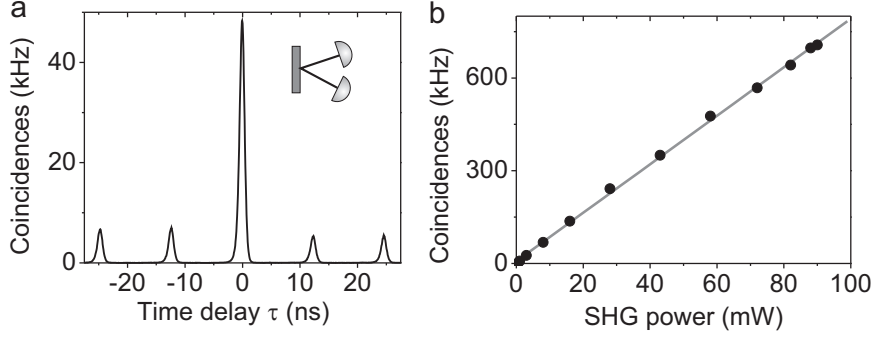 a
Coincidences (kHz)
40
20
0
-20 -10 0 10 20
Time delay τ (ns)
b
Coincidences (kHz)
600
300
0
0 20 40 60 80 100
SHG power (mW)